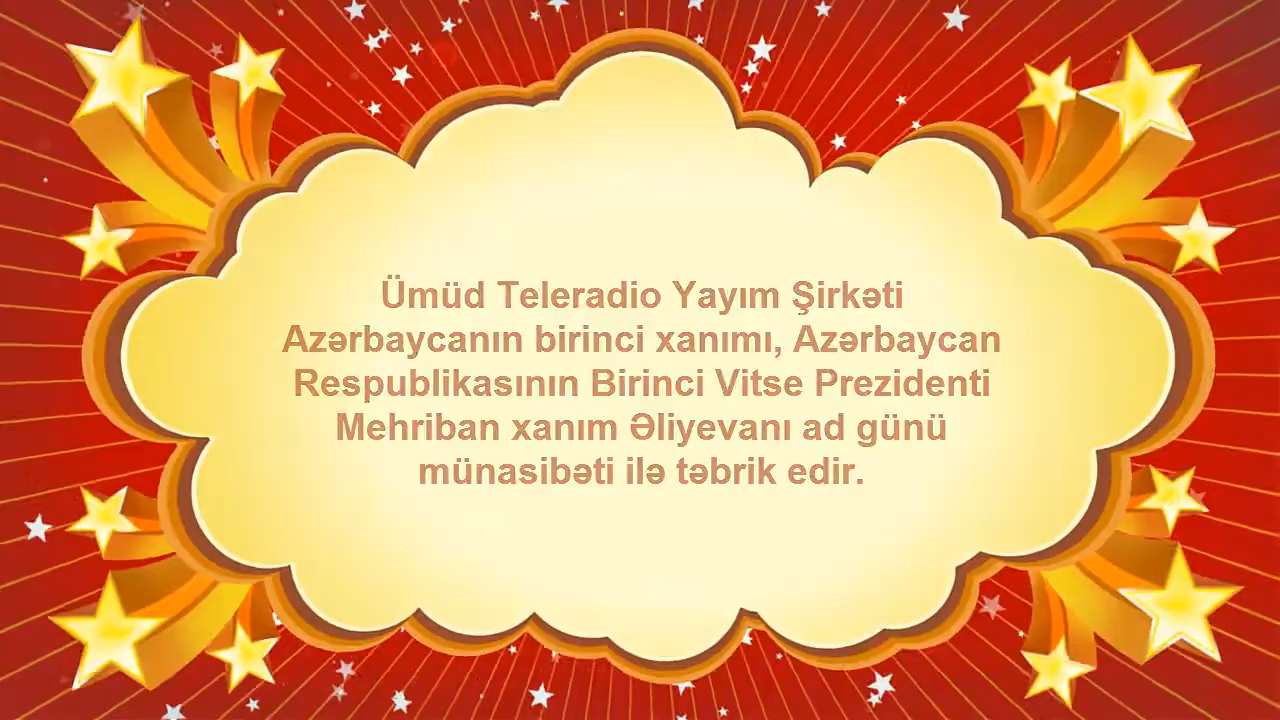 Ümüd Teleradio Yayım Şirkəti
Azərbaycanın birinci xanımı, Azərbaycan
Respublikasının Birinci Vitse Prezidenti
Mehriban xanım Əliyevanı ad günü
münasibəti ilə təbrik edir.